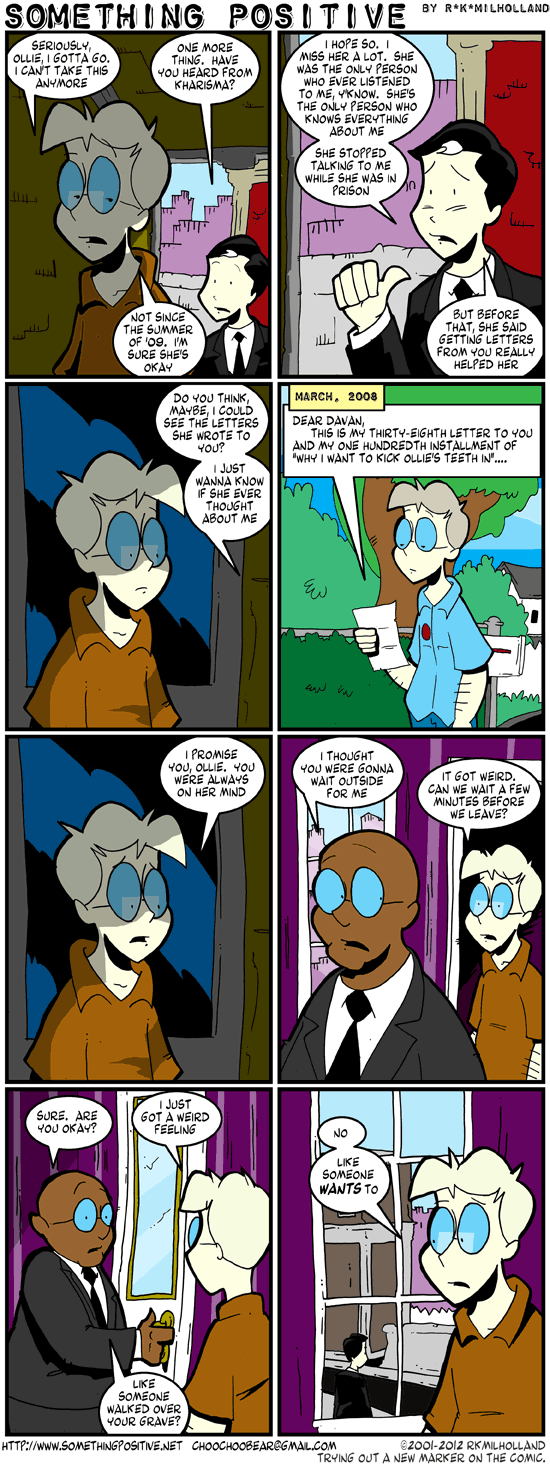 SOMETHING POSITIVE BY R*K*MILHOLLAND
SERIOUSLY,
OLLIE, I GOTTA GO.
I CAN'T TAKE THIS
ANYMORE
ONE MORE
THING. HAVE
YOU HEARD FROM
KHARISMA?
NOT SINCE
THE SUMMER
OF '09. I'M
SURE SHE'S
OKAY
I HOPE SO. I
MISS HER A LOT. SHE
WAS THE ONLY PERSON
WHO EVER LISTENED
TO ME, Y'KNOW. SHE'S
THE ONLY PERSON WHO
KNOWS EVERYTHING
ABOUT ME
SHE STOPPED
TALKING TO ME
WHILE SHE WAS IN
PRISON
BUT BEFORE
THAT, SHE SAID
GETTING LETTERS
FROM YOU REALLY
HELPED HER
DO YOU THINK,
MAYBE, I COULD
SEE THE LETTERS
SHE WROTE TO
YOU?
I JUST
WANNA KNOW
IF SHE EVER
THOUGHT
ABOUT ME
MARCH, 2008
DEAR DAVAN,
THIS IS MY THIRTY-EIGHTH LETTER TO YOU
AND MY ONE HUNDREDTH INSTALLMENT OF
"WHY I WANT TO KICK OLLIE'S TEETH IN"....
I PROMISE
YOU, OLLIE. YOU
WERE ALWAYS
ON HER MIND
I THOUGHT
YOU WERE GONNA
WAIT OUTSIDE
FOR ME
IT GOT WEIRD.
CAN WE WAIT A FEW
MINUTES BEFORE
WE LEAVE?
SURE. ARE
YOU OKAY?
I JUST
GOT A WEIRD
FEELING
LIKE
SOMEONE
WALKED OVER
YOUR GRAVE?
NO
LIKE
SOMEONE
WANTS TO
HTTP://WWW.SOMETHINGPOSITIVE.NET CHOOCHOOBEAR@GMAIL.COM
©2001-2012 RKMILHOLLAND
TRYING OUT A NEW MARKER ON THE COMIC.